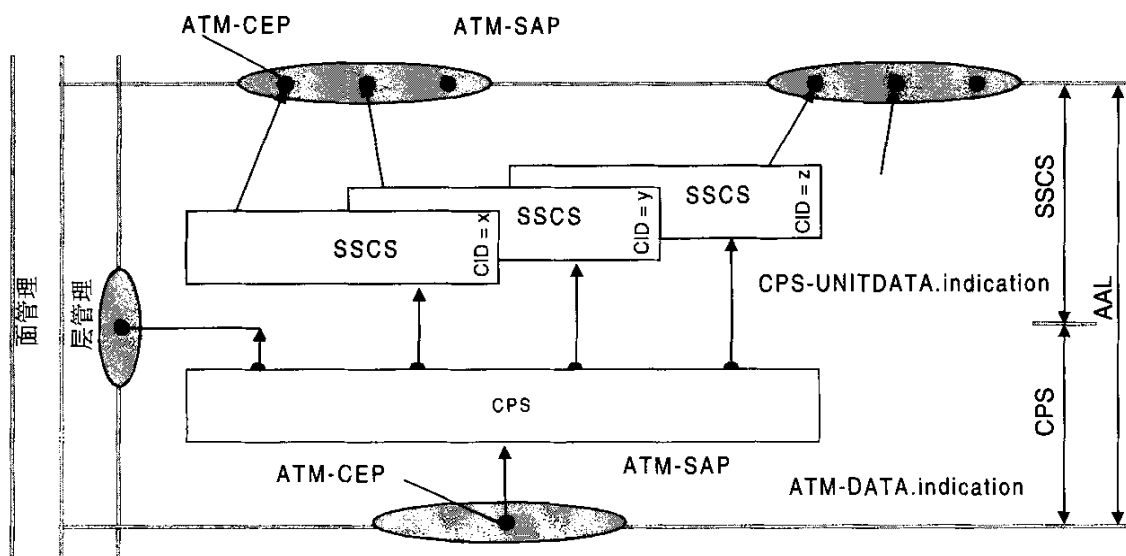 ATM-CEP
ATM-SAP
SSCS
CID = z
SSCS
CID = y
SSCS
CID = x
CPS-UNITDATA.indication
SSCS
AAL
CPS
面管理
层管理
CPS
ATM-CEP
ATM-SAP
ATM-DATA.indication